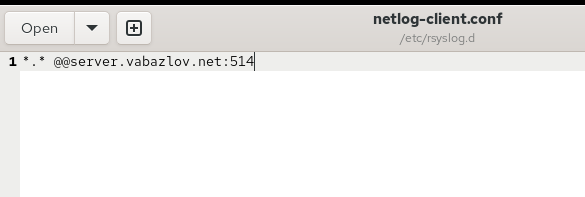 Open
netlog-client.conf
/etc/rsyslog.d
1 *.* @@server.vabazlov.net:514